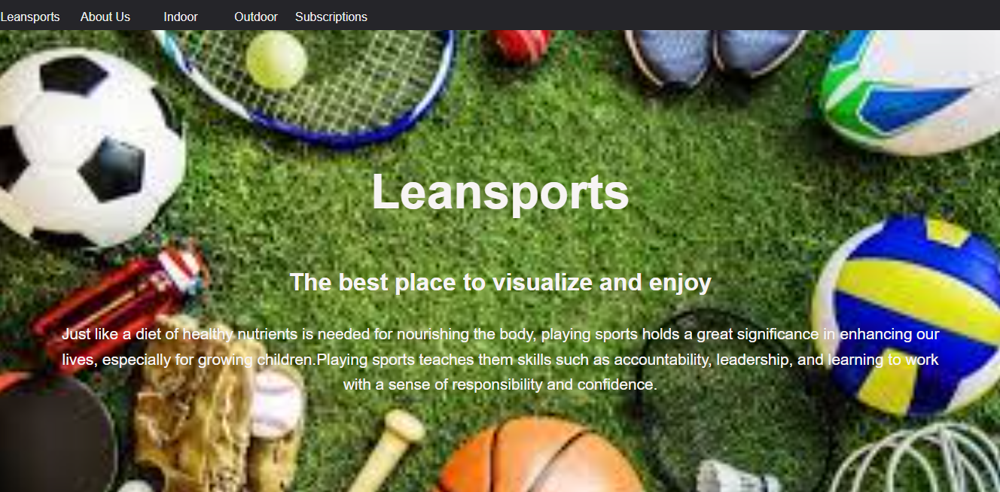 Leansports About Us Indoor Outdoor Subscriptions
Leansports
The best place to visualize and enjoy
Just like a diet of healthy nutrients is needed for nourishing the body, playing sports holds a great significance in enhancing our
lives, especially for growing children.Playing sports teaches them skills such as accountability, leadership, and learning to work
with a sense of responsibility and confidence.